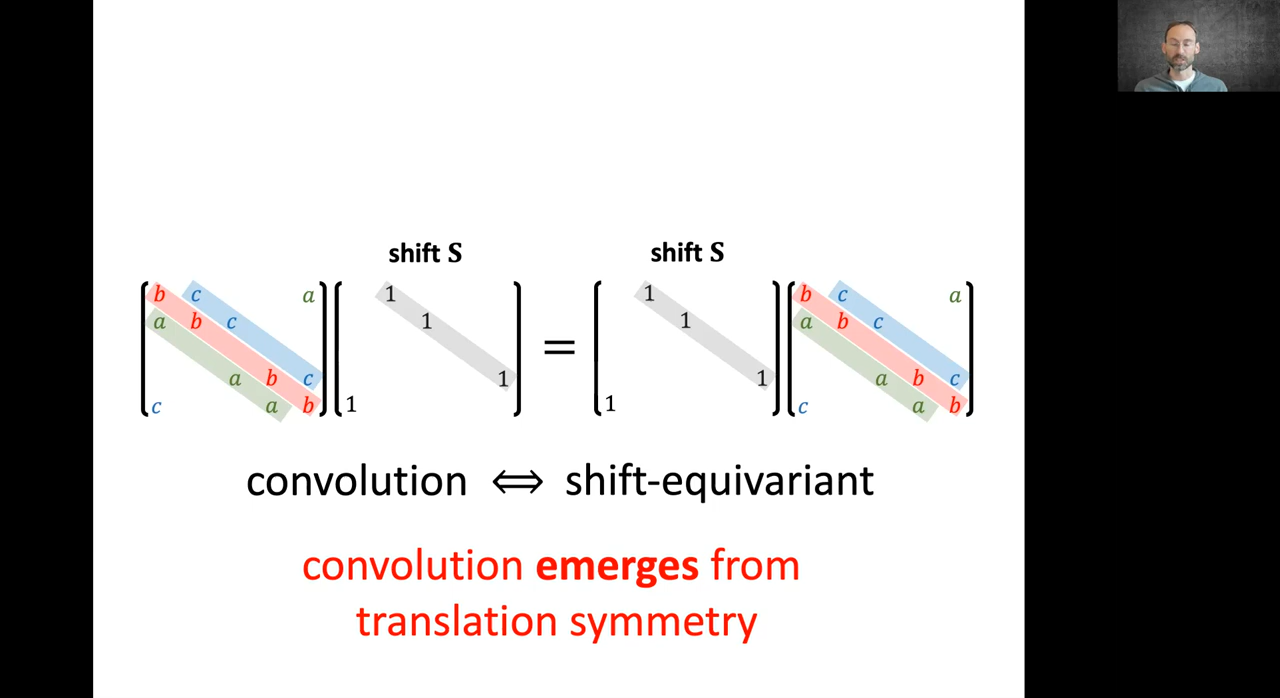 shift S shift S
b c a 1 1 b c a
a b c 1 = 1 a b c
a b c 1 1 a b c
c a b 1 1 c a b
convolution ⟺ shift-equivariant
convolution emerges from
translation symmetry